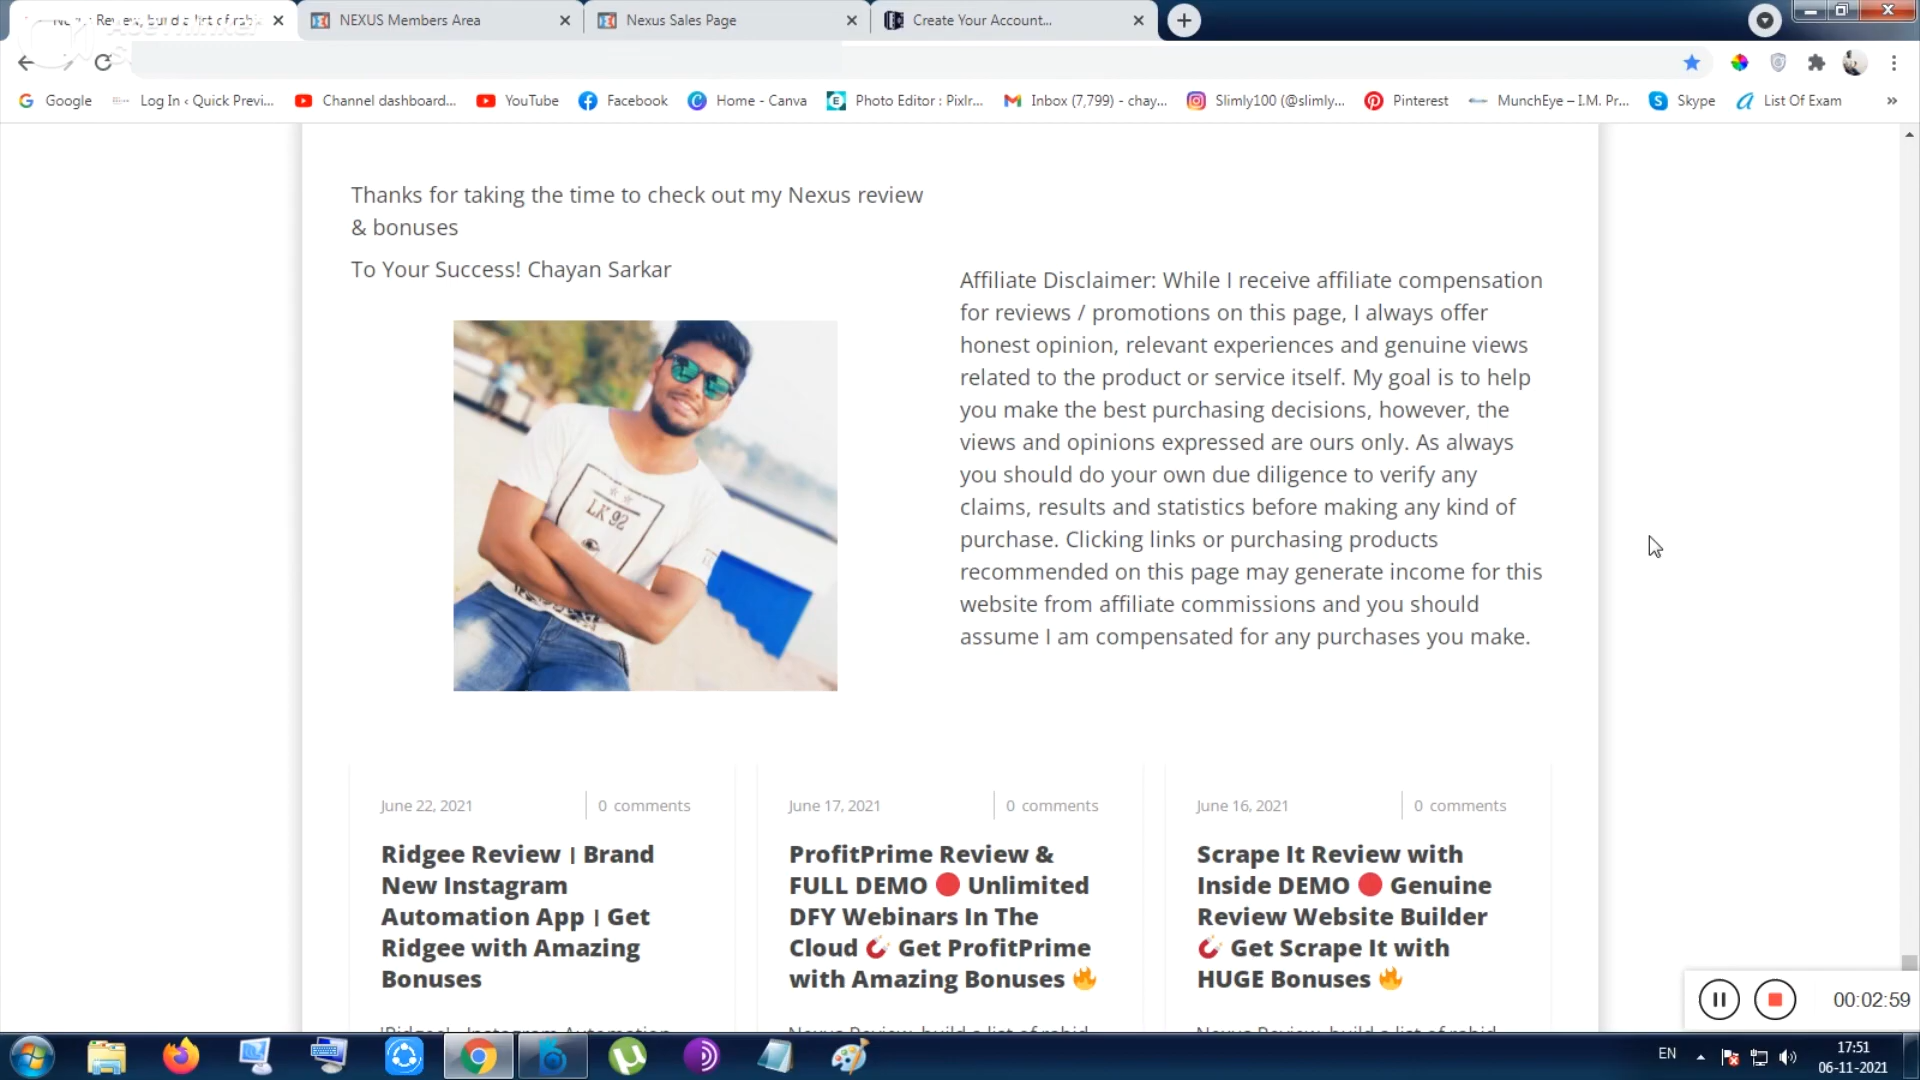 NEXUS Members Area
Nexus Sales Page
Create Your Account...
Google
Log In ‹ Quick Previ...
Channel dashboard...
YouTube
Facebook
Home - Canva
Photo Editor : Pixlr...
Inbox (7,799) - chay...
Slimly100 (@slimly...
Pinterest
MunchEye – I.M. Pr...
Skype
List Of Exam
»
Thanks for taking the time to check out my Nexus review
& bonuses
To Your Success! Chayan Sarkar
LK 92
Affiliate Disclaimer: While I receive affiliate compensation
for reviews / promotions on this page, I always offer
honest opinion, relevant experiences and genuine views
related to the product or service itself. My goal is to help
you make the best purchasing decisions, however, the
views and opinions expressed are ours only. As always
you should do your own due diligence to verify any
claims, results and statistics before making any kind of
purchase. Clicking links or purchasing products
recommended on this page may generate income for this
website from affiliate commissions and you should
assume I am compensated for any purchases you make.
June 22, 2021
0 comments
Ridgee Review | Brand
New Instagram
Automation App | Get
Ridgee with Amazing
Bonuses
June 17, 2021
0 comments
ProfitPrime Review &
FULL DEMO 🔴 Unlimited
DFY Webinars In The
Cloud 🧲 Get ProfitPrime
with Amazing Bonuses 🔥
June 16, 2021
0 comments
Scrape It Review with
Inside DEMO 🔴 Genuine
Review Website Builder
🧲 Get Scrape It with
HUGE Bonuses 🔥
00:02:59
EN
17:51
06-11-2021